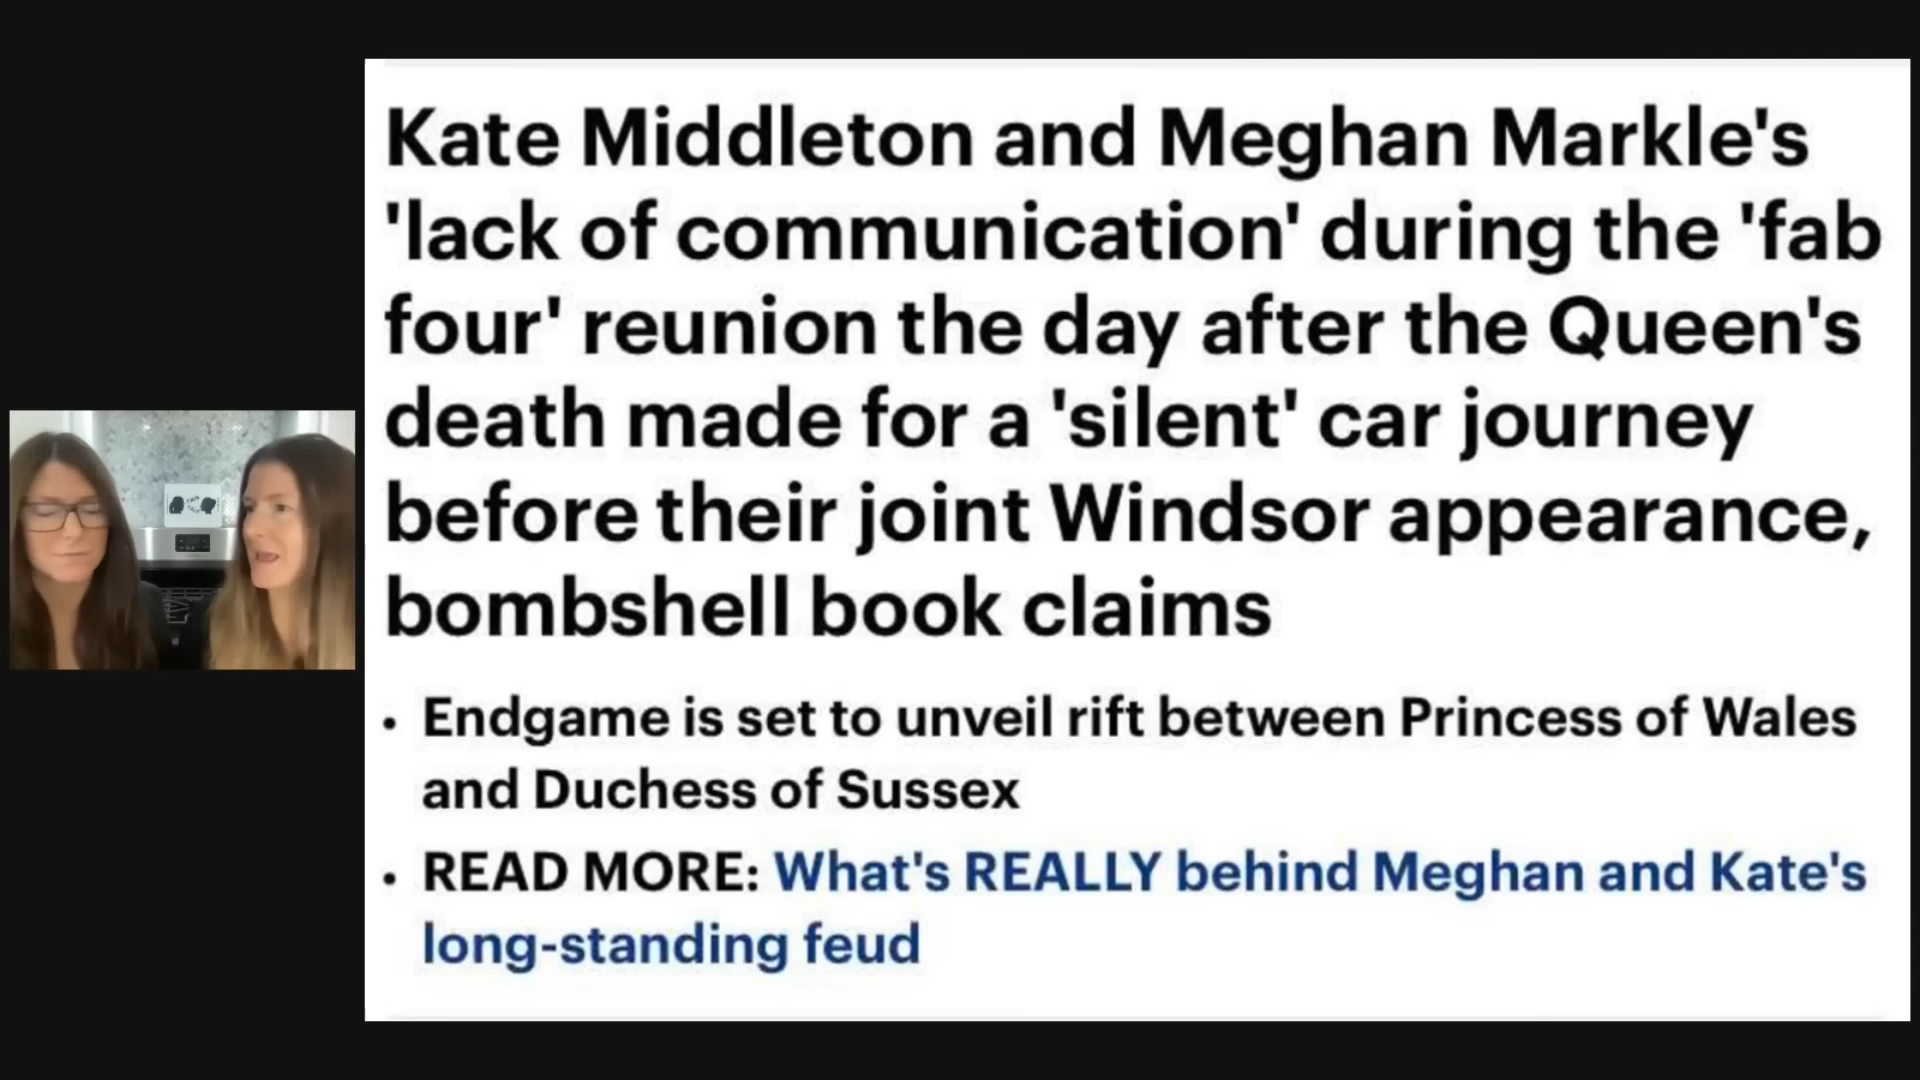 Kate Middleton and Meghan Markle's
'lack of communication' during the 'fab
four' reunion the day after the Queen's
death made for a 'silent' car journey
before their joint Windsor appearance,
bombshell book claims
• Endgame is set to unveil rift between Princess of Wales
and Duchess of Sussex
• READ MORE: What's REALLY behind Meghan and Kate's
long-standing feud